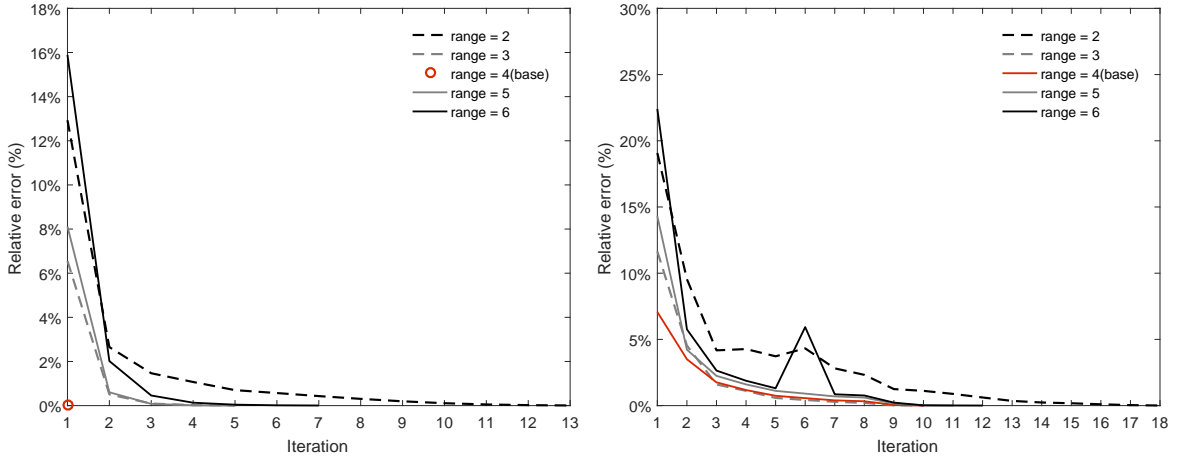 18%
16%
14%
12%
10%
8%
6%
4%
2%
0%
Relative error (%)
1 2 3 4 5 6 7 8 9 10 11 12 13
Iteration
range = 2
range = 3
range = 4(base)
range = 5
range = 6
30%
25%
20%
15%
10%
5%
0%
Relative error (%)
1 2 3 4 5 6 7 8 9 10 11 12 13 14 15 16 17 18
Iteration
range = 2
range = 3
range = 4(base)
range = 5
range = 6